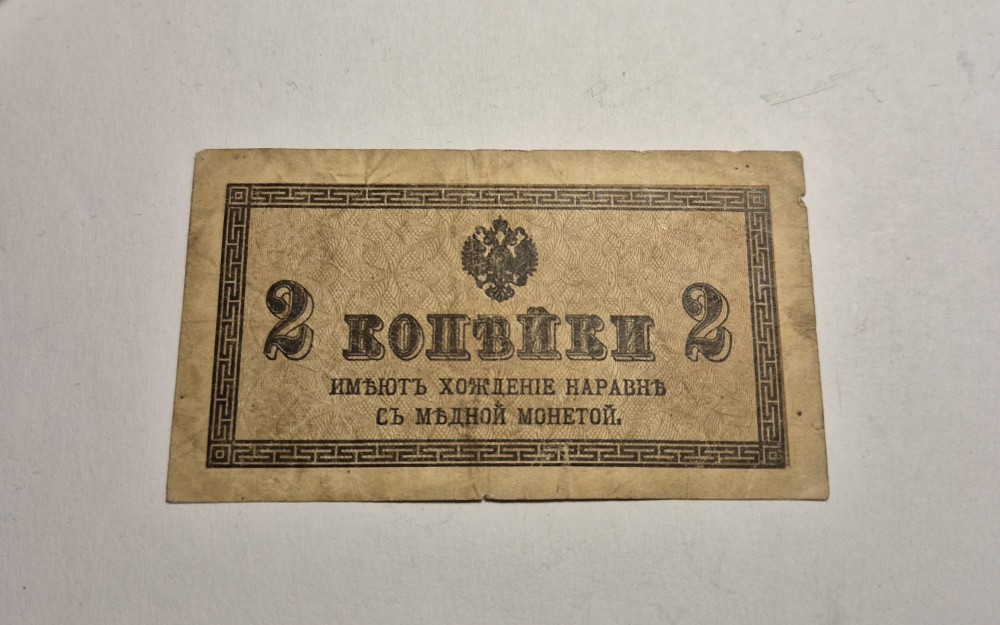 2 КОПѢЙКИ 2
ИМѢЮТЪ ХОЖДЕНІЕ НАРАВНѢ
СЪ МѢДНОЙ МОНЕТОЙ.